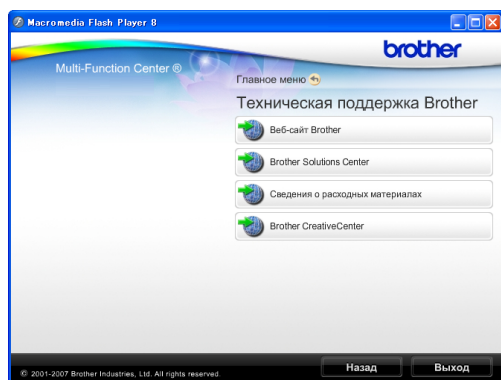 Macromedia Flash Player 8
brother
Multi-Function Center ®
Главное меню
Техническая поддержка Brother
Веб-сайт Brother
Brother Solutions Center
Сведения о расходных материалах
Brother CreativeCenter
Назад
Выход
© 2001-2007 Brother Industries, Ltd. All rights reserved.